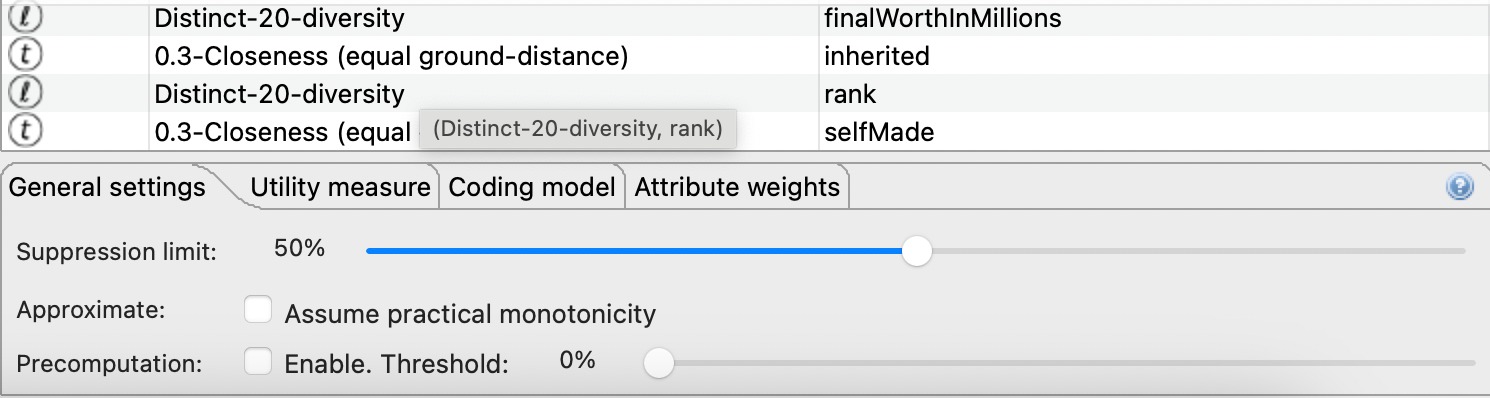 ℓ Distinct-20-diversity finalWorthInMillions
t 0.3-Closeness (equal ground-distance) inherited
ℓ Distinct-20-diversity rank
t 0.3-Closeness (equal selfMade
(Distinct-20-diversity, rank)
General settings Utility measure Coding model Attribute weights ?
Suppression limit: 50%
Approximate: Assume practical monotonicity
Precomputation: Enable. Threshold: 0%